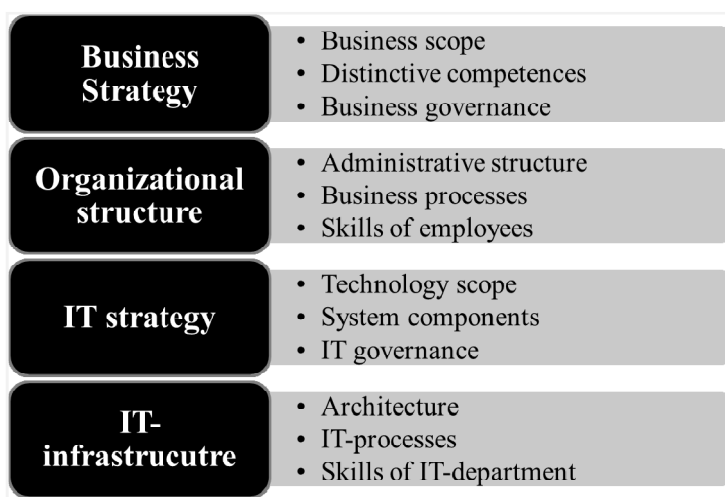 Business
Strategy
• Business scope
• Distinctive competences
• Business governance
Organizational
structure
• Administrative structure
• Business processes
• Skills of employees
IT strategy
• Technology scope
• System components
• IT governance
IT-
infrastrucutre
• Architecture
• IT-processes
• Skills of IT-department